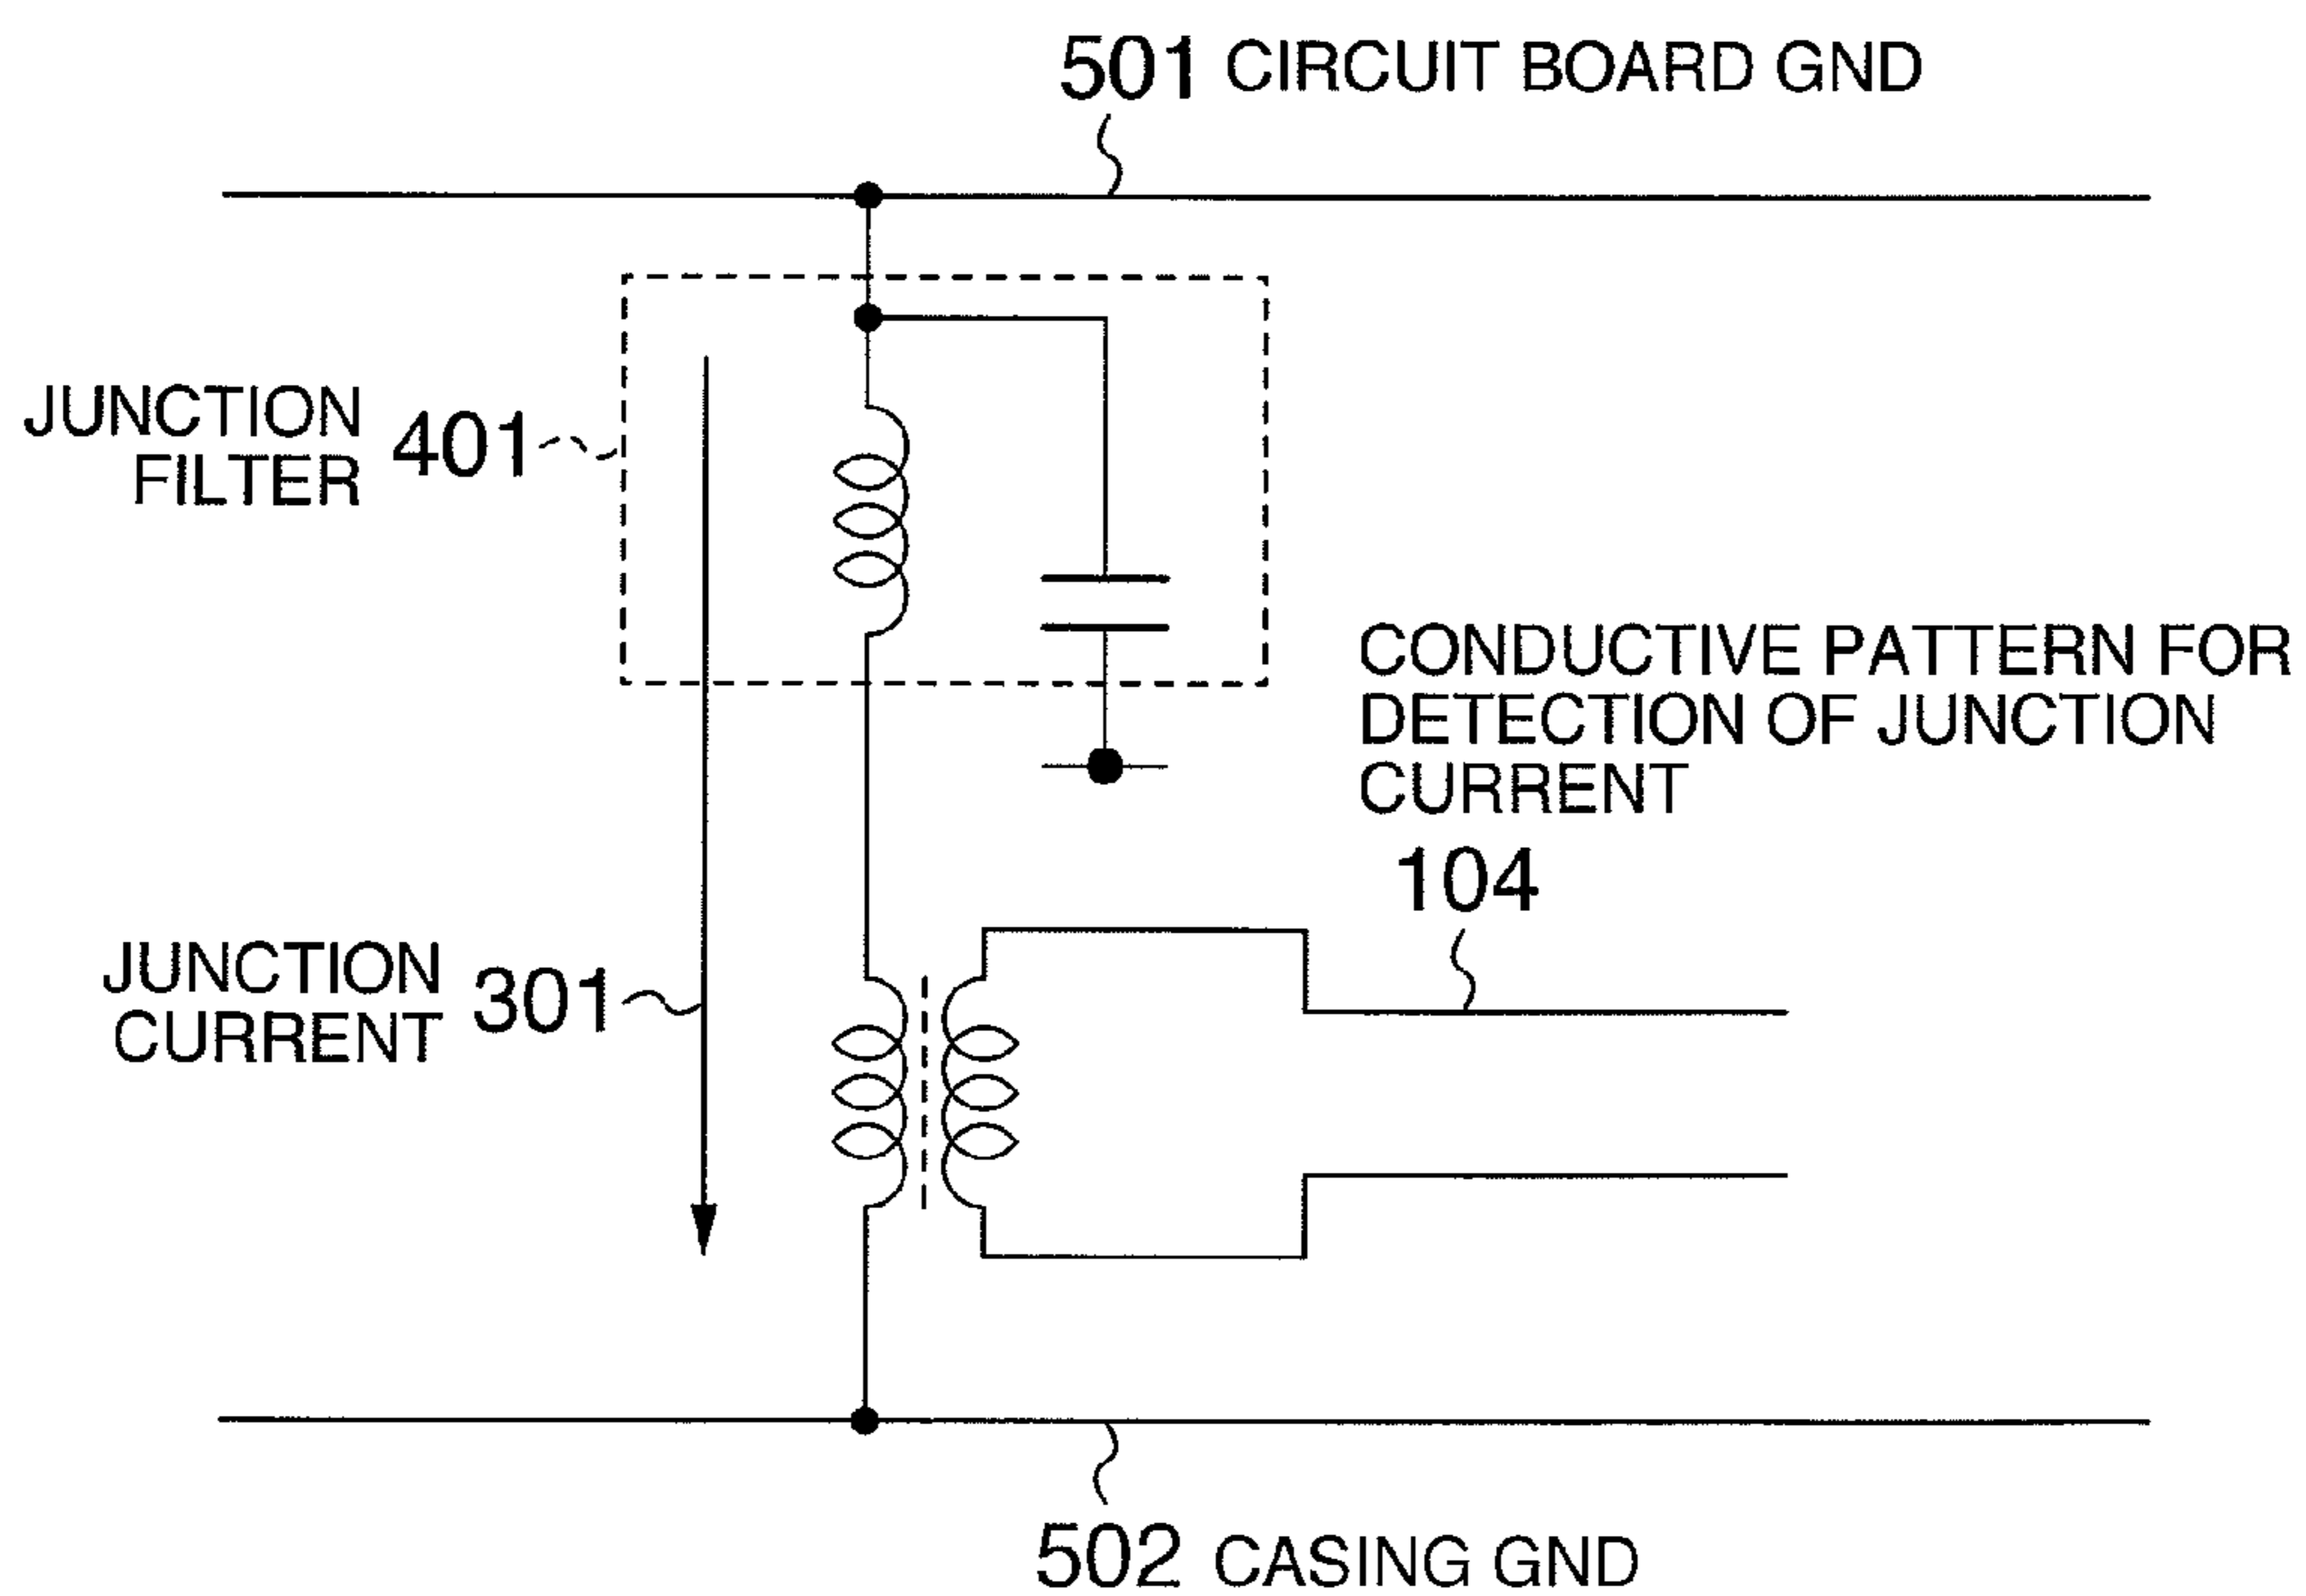 501 CIRCUIT BOARD GND
JUNCTION
FILTER 401
CONDUCTIVE PATTERN FOR
DETECTION OF JUNCTION
CURRENT
104
JUNCTION
CURRENT 301
502 CASING GND